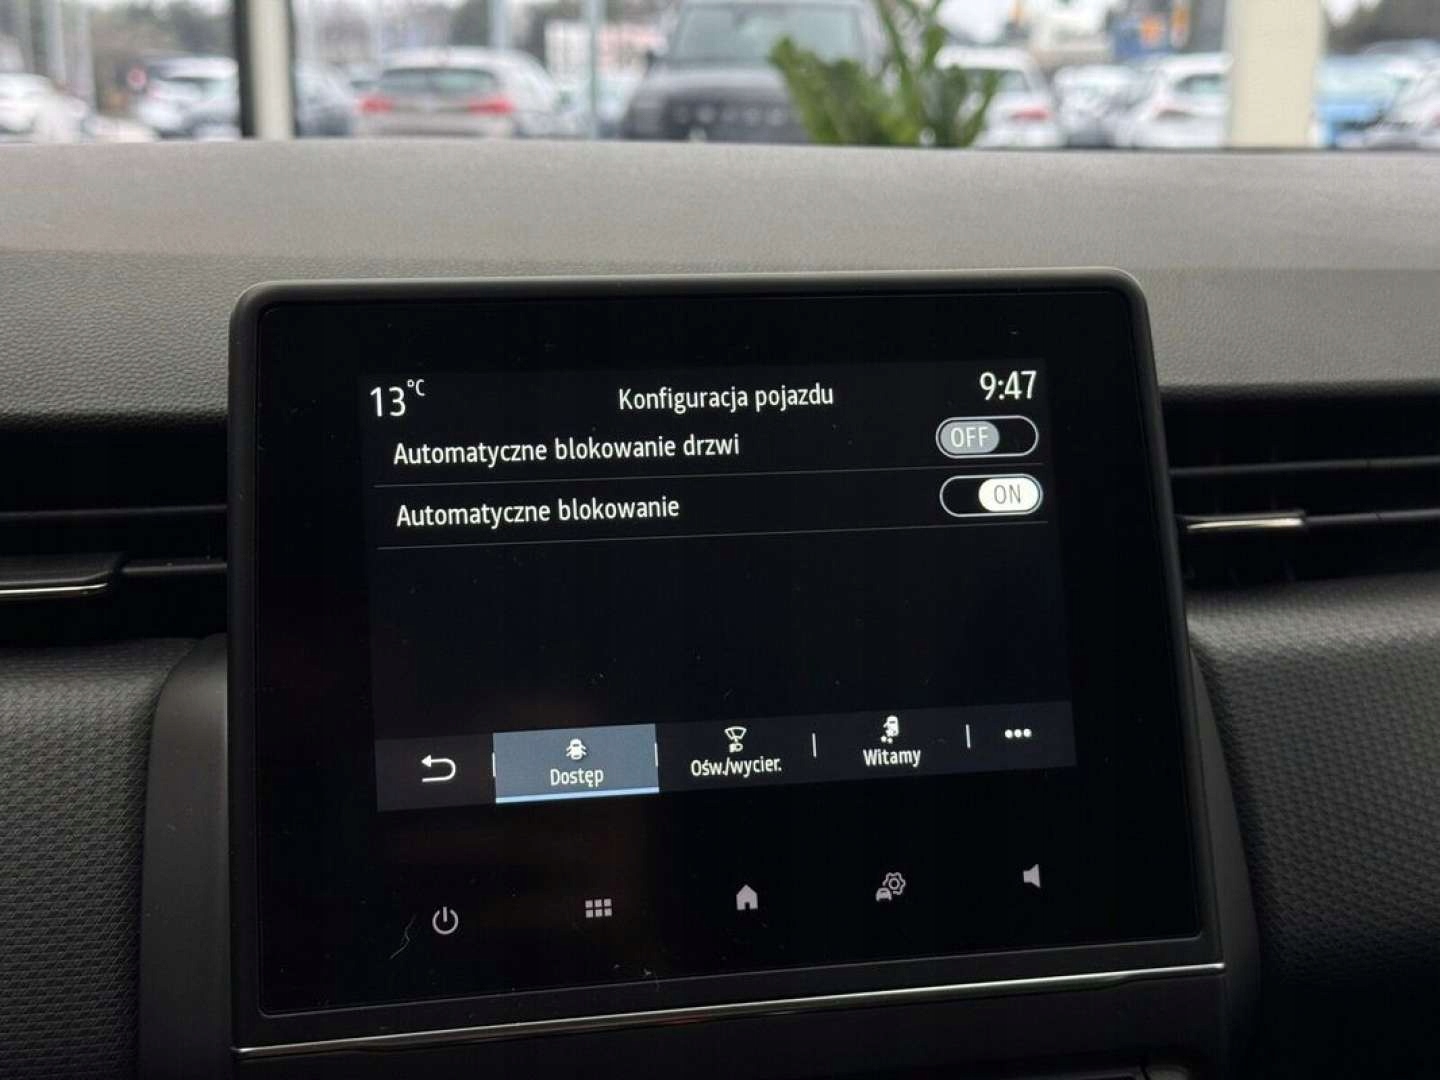 13°C
Konfiguracja pojazdu
9:47
Automatyczne blokowanie drzwi
OFF
Automatyczne blokowanie
ON
Dostęp
Ośw./wycier.
Witamy